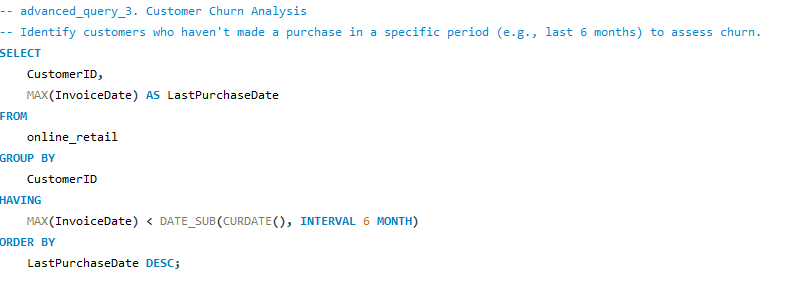 -- advanced_query_3. Customer Churn Analysis
-- Identify customers who haven't made a purchase in a specific period (e.g., last 6 months) to assess churn.
SELECT
    CustomerID,
    MAX(InvoiceDate) AS LastPurchaseDate
FROM
    online_retail
GROUP BY
    CustomerID
HAVING
    MAX(InvoiceDate) < DATE_SUB(CURDATE(), INTERVAL 6 MONTH)
ORDER BY
    LastPurchaseDate DESC;